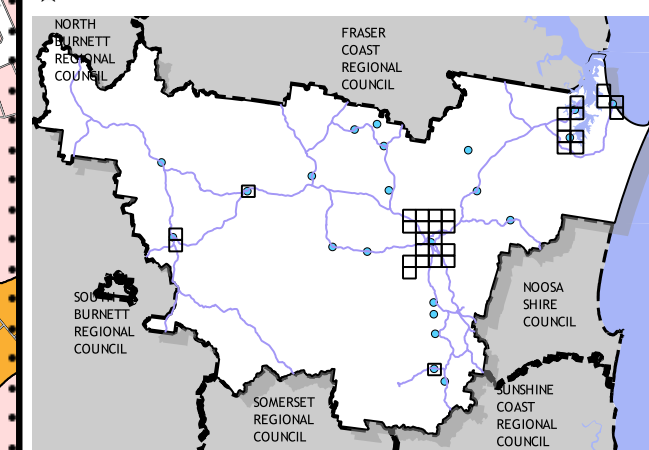 NORTH
BURNETT
REGIONAL
COUNCIL
FRASER
COAST
REGIONAL
COUNCIL
SOUTH
BURNETT
REGIONAL
COUNCIL
NOOSA
SHIRE
COUNCIL
SOMERSET
REGIONAL
COUNCIL
SUNSHINE
COAST
REGIONAL
COUNCIL